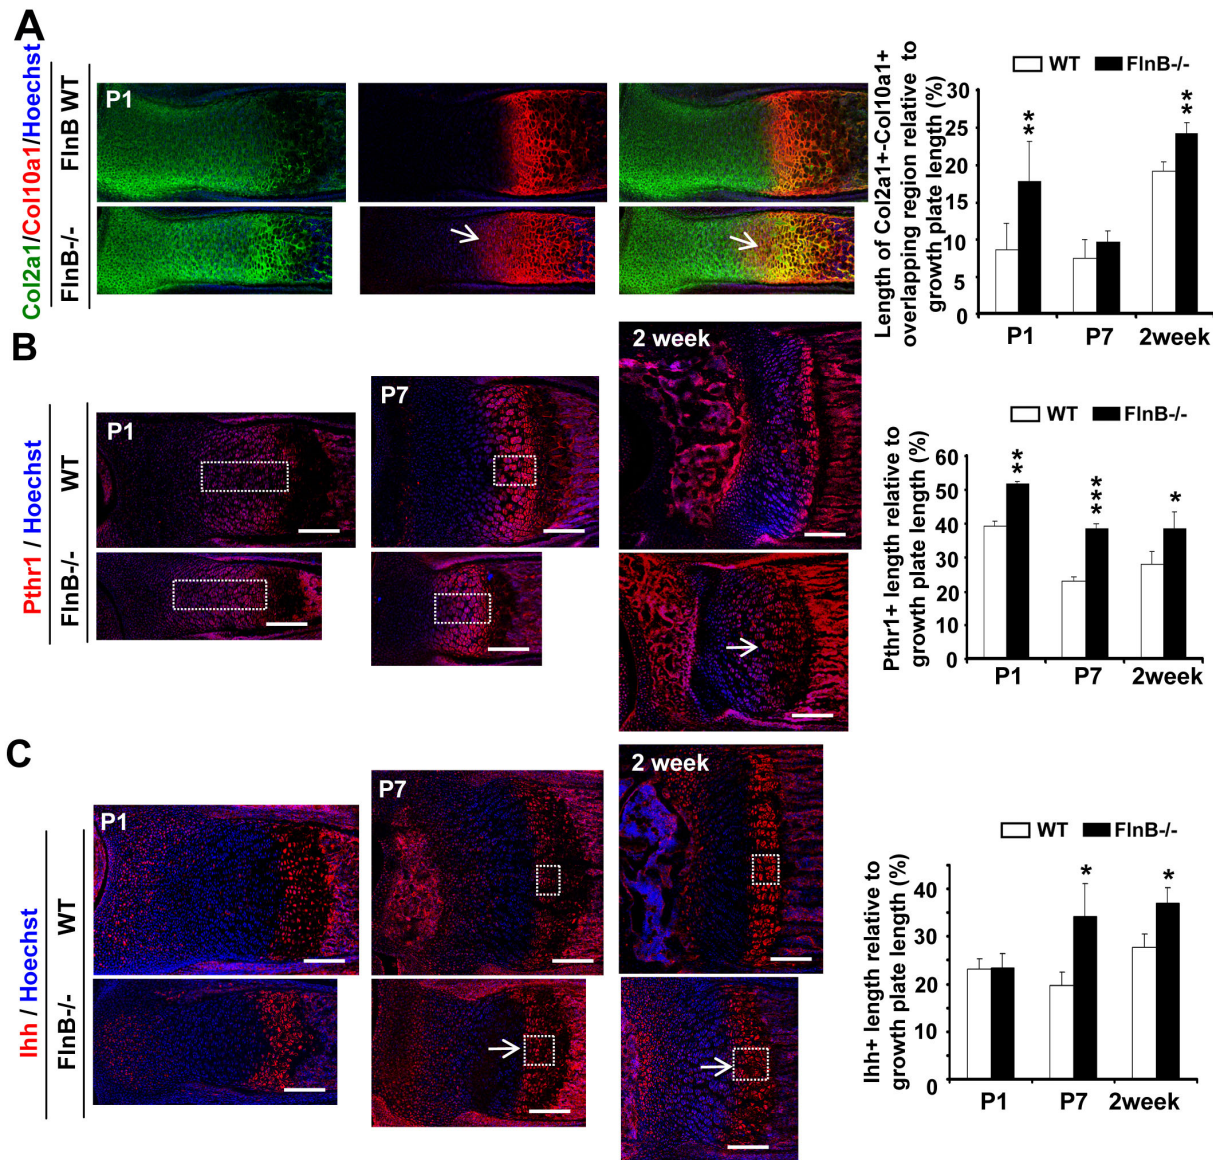 A
Col2a1/Col10a1/Hoechst
FlnB WT
FlnB-/-
P1
WT FlnB-/-
Length of Col2a1+-Col10a1+
overlapping region relative to
growth plate length (%)
30
25
20
15
10
5
0
**
**
P1 P7 2week
B
Pthr1 / Hoechst
WT
FlnB-/-
P1
P7
2 week
WT FlnB-/-
Pthr1+ length relative to
growth plate length (%)
60
50
40
30
20
10
0
**
***
*
P1 P7 2week
C
Ihh / Hoechst
WT
FlnB-/-
P1
P7
2 week
WT FlnB-/-
Ihh+ length relative to
growth plate length (%)
40
30
20
10
0
*
*
P1 P7 2week